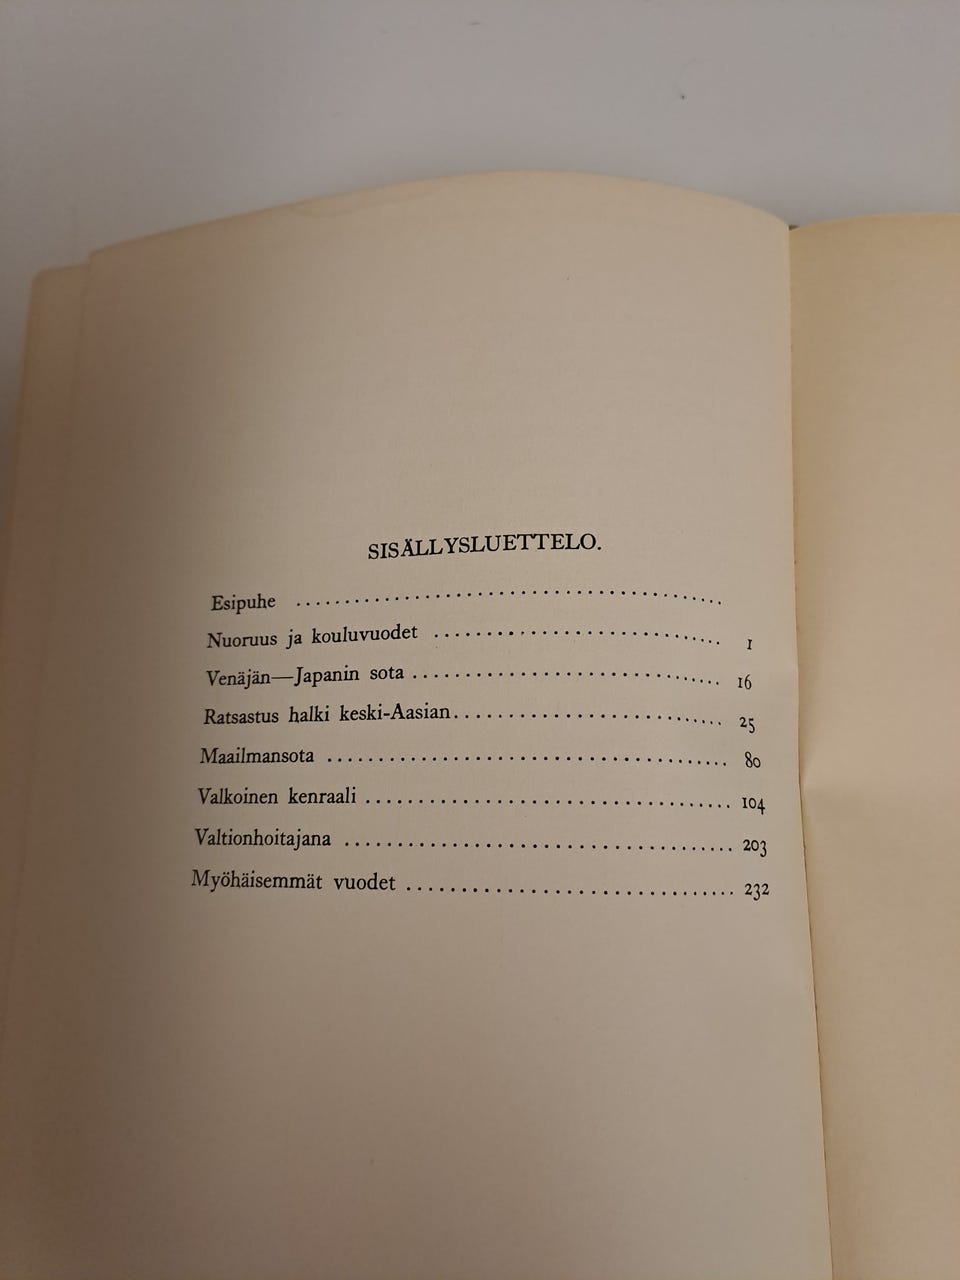 SISÄLLYSLUETTELO.
Esipuhe ........................................
Nuoruus ja kouluvuodet ........................... 1
Venäjän—Japanin sota ............................. 16
Ratsastus halki keski-Aasian......................... 25
Maailmansota ................................... 80
Valkoinen kenraali ................................ 104
Valtionhoitajana .................................. 203
Myöhäisemmät vuodet ............................ 232